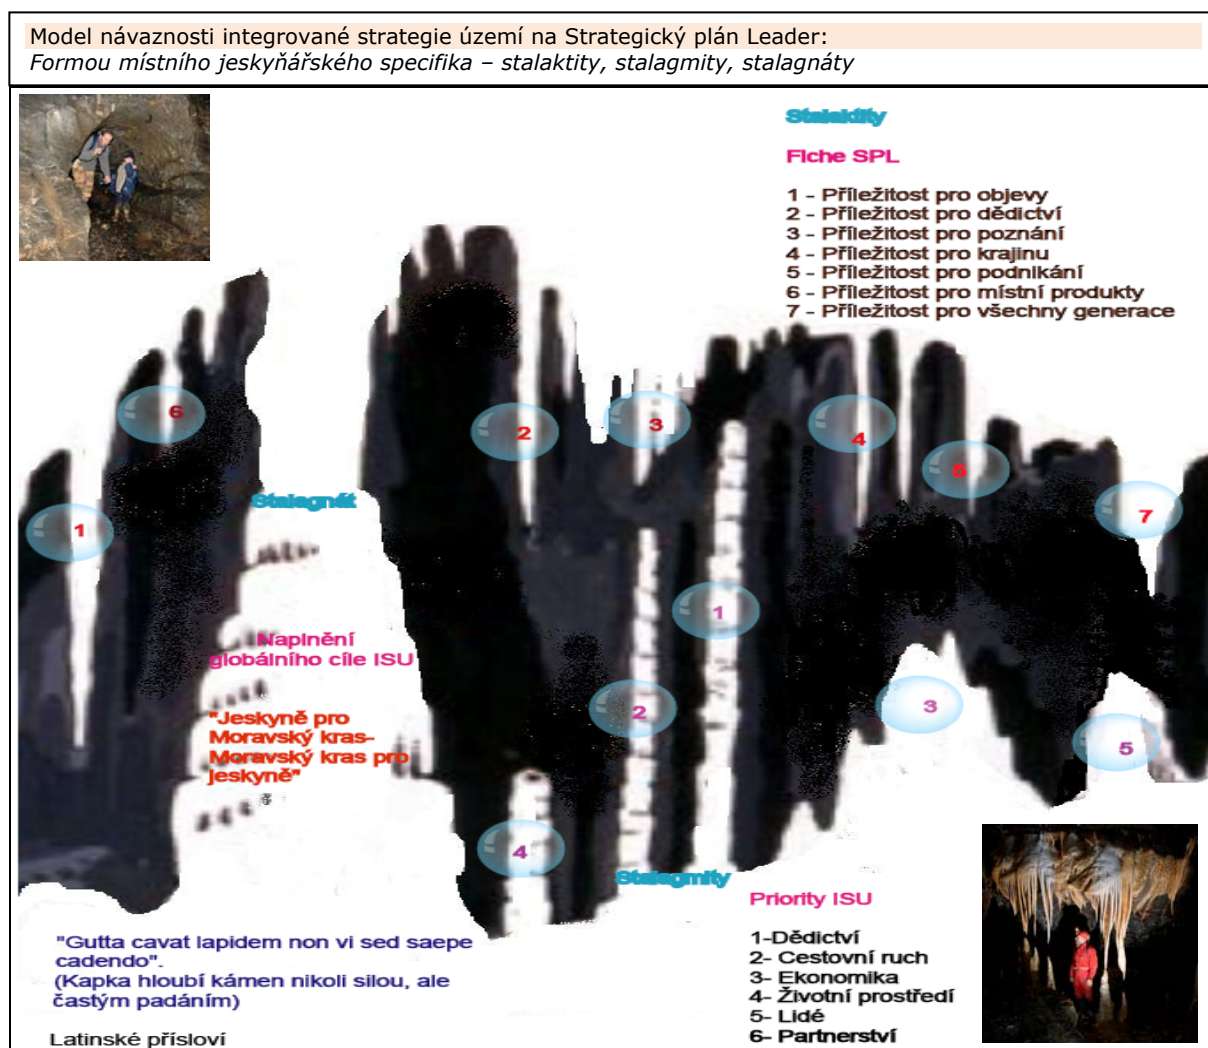 Model návaznosti integrované strategie území na Strategický plán Leader:
Formou místního jeskyňářského specifika – stalaktity, stalagmity, stalagnáty
Stalaktity
Fiche SPL
1 - Příležitost pro objevy
2 - Příležitost pro dědictví
3 - Příležitost pro poznání
4 - Příležitost pro krajinu
5 - Příležitost pro podnikání
6 - Příležitost pro místní produkty
7 - Příležitost pro všechny generace
6
2
3
4
5
1
7
Stalagnát
Naplnění
globálního cíle ISU
"Jeskyně pro
Moravský kras-
Moravský kras pro
jeskyně"
1
2
3
5
4
Stalagmity
Priority ISU
1-Dědictví
2- Cestovní ruch
3- Ekonomika
4- Životní prostředí
5- Lidé
6- Partnerství
"Gutta cavat lapidem non vi sed saepe
cadendo".
(Kapka hloubí kámen nikoli silou, ale
častým padáním)
Latinské přísloví